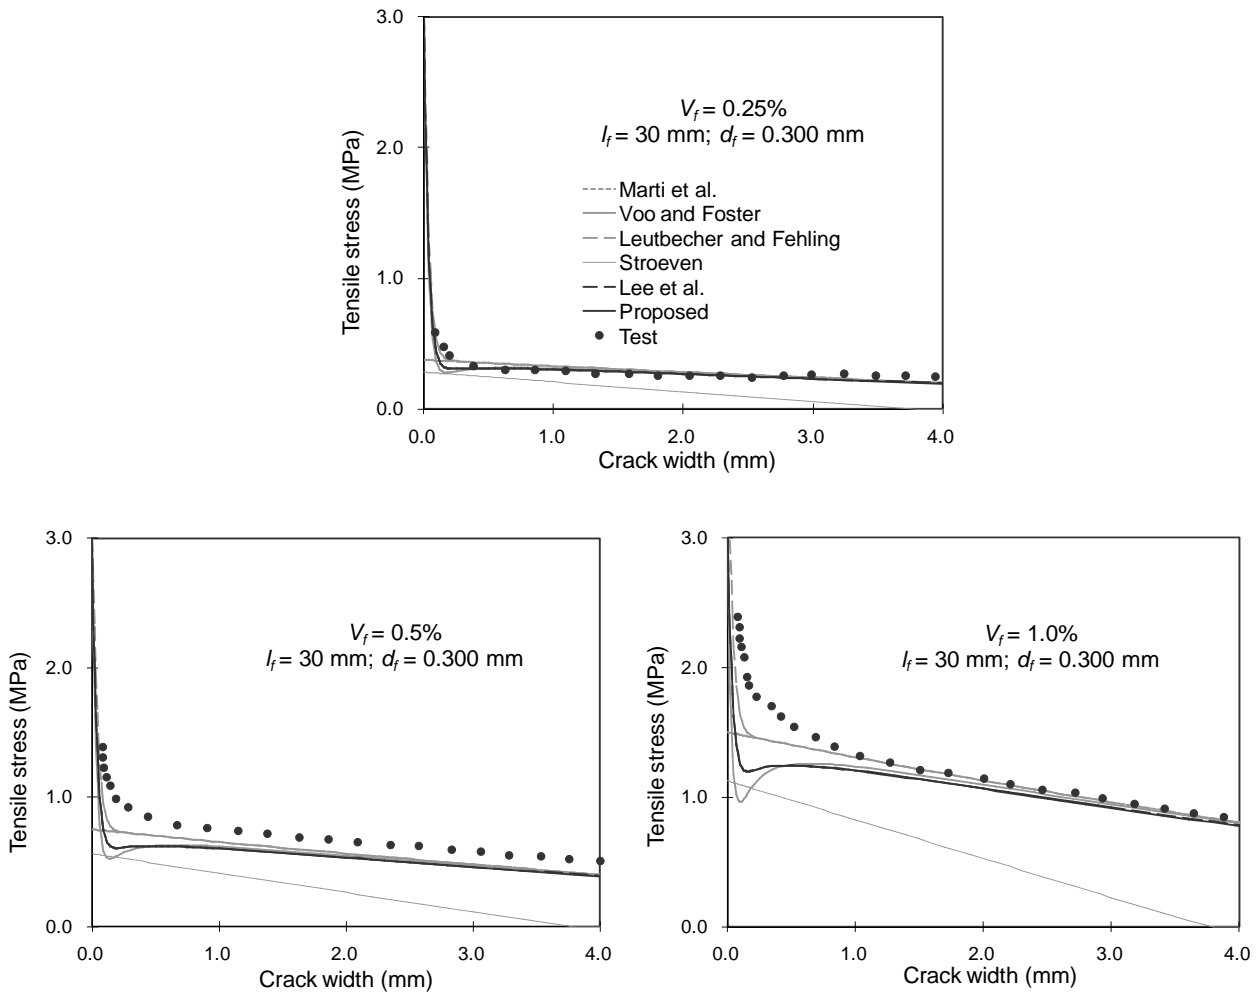 3.0
V_f = 0.25%
l_f = 30 mm; d_f = 0.300 mm
2.0
Tensile stress (MPa)
Marti et al.
Voo and Foster
Leutbecher and Fehling
Stroeven
Lee et al.
Proposed
Test
1.0
0.0
0.0 1.0 2.0 3.0 4.0
Crack width (mm)
3.0
V_f = 0.5%
l_f = 30 mm; d_f = 0.300 mm
2.0
Tensile stress (MPa)
1.0
0.0
0.0 1.0 2.0 3.0 4.0
Crack width (mm)
3.0
V_f = 1.0%
l_f = 30 mm; d_f = 0.300 mm
2.0
Tensile stress (MPa)
1.0
0.0
0.0 1.0 2.0 3.0 4.0
Crack width (mm)